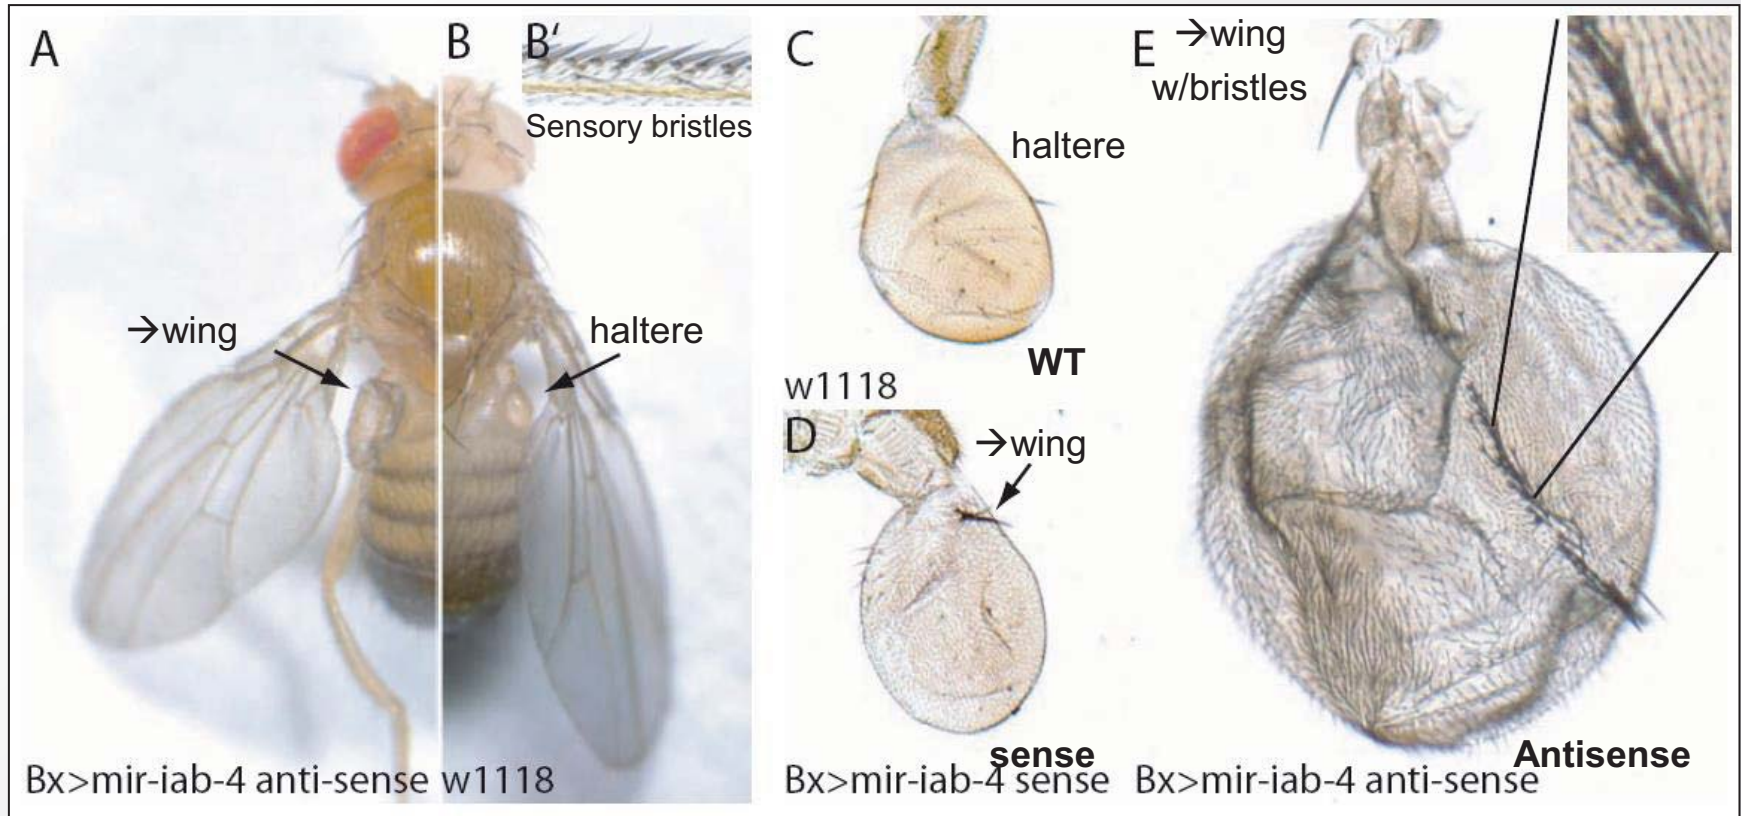 A
B
B'
Sensory bristles
→wing
haltere
Bx>mir-iab-4 anti-sense
w1118
C
haltere
WT
w1118
D
→wing
sense
Bx>mir-iab-4 sense
E
→wing
w/bristles
Antisense
Bx>mir-iab-4 anti-sense